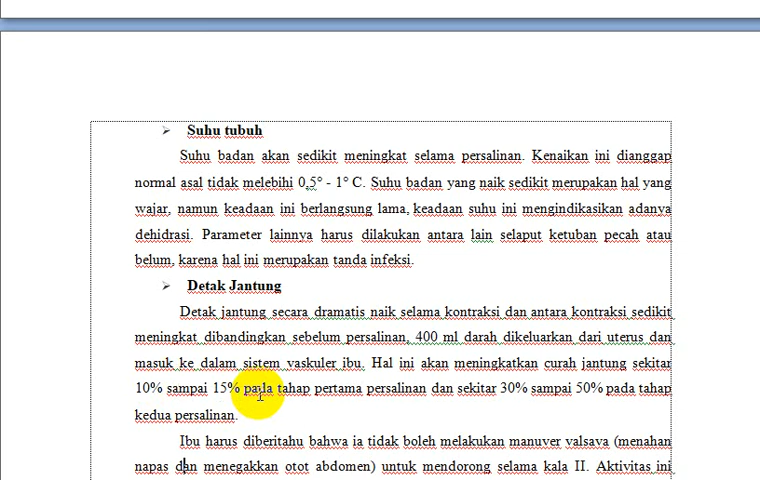 ➢ Suhu tubuh
Suhu badan akan sedikit meningkat selama persalinan. Kenaikan ini dianggap
normal asal tidak melebihi 0,5° - 1° C. Suhu badan yang naik sedikit merupakan hal yang
wajar, namun keadaan ini berlangsung lama, keadaan suhu ini mengindikasikan adanya
dehidrasi. Parameter lainnya harus dilakukan antara lain selaput ketuban pecah atau
belum, karena hal ini merupakan tanda infeksi.
➢ Detak Jantung
Detak jantung secara dramatis naik selama kontraksi dan antara kontraksi sedikit
meningkat dibandingkan sebelum persalinan, 400 ml darah dikeluarkan dari uterus dan
masuk ke dalam sistem vaskuler ibu. Hal ini akan meningkatkan curah jantung sekitar
10% sampai 15% pada tahap pertama persalinan dan sekitar 30% sampai 50% pada tahap
kedua persalinan.
Ibu harus diberitahu bahwa ia tidak boleh melakukan manuver valsava (menahan
napas dan menegakkan otot abdomen) untuk mendorong selama kala II. Aktivitas ini